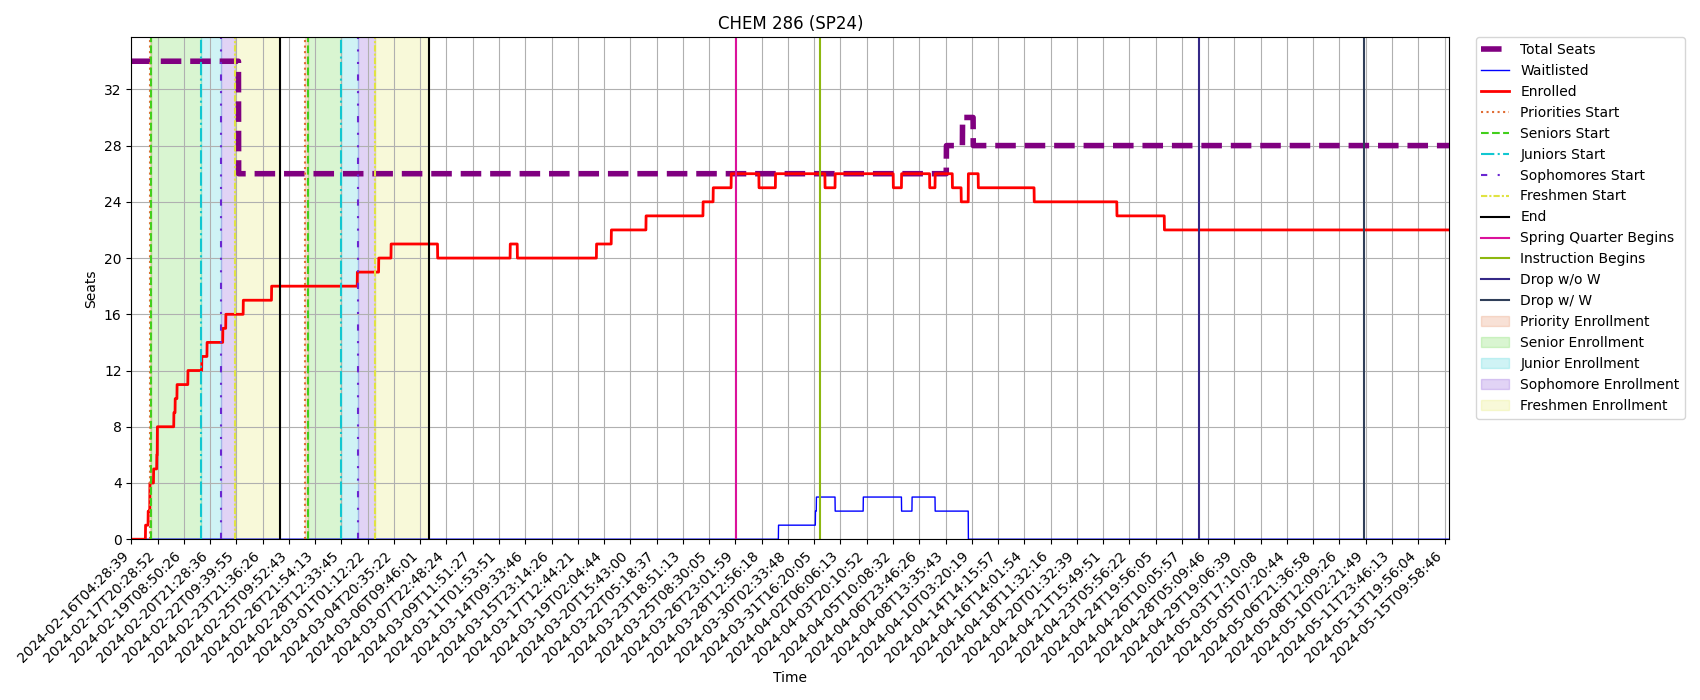 CHEM 286 (SP24)
Seats
32
28
24
20
16
12
8
4
0
2024-02-16T04:28:39
2024-02-17T20:28:52
2024-02-19T08:50:26
2024-02-20T21:28:36
2024-02-22T09:39:55
2024-02-23T21:36:26
2024-02-25T09:52:43
2024-02-26T21:54:13
2024-02-28T12:33:45
2024-03-01T01:12:22
2024-03-04T20:35:22
2024-03-06T09:46:01
2024-03-07T22:48:24
2024-03-11T11:51:27
2024-03-11T01:53:51
2024-03-14T09:33:46
2024-03-15T23:14:26
2024-03-17T12:44:21
2024-03-19T02:04:44
2024-03-20T15:43:00
2024-03-22T05:18:37
2024-03-23T18:51:13
2024-03-25T08:30:05
2024-03-26T23:01:59
2024-03-28T12:56:18
2024-03-30T02:33:48
2024-03-31T16:20:05
2024-04-02T06:06:13
2024-04-03T20:10:52
2024-04-05T10:08:32
2024-04-06T23:46:26
2024-04-08T13:35:43
2024-04-10T03:20:19
2024-04-14T14:15:57
2024-04-16T14:01:54
2024-04-18T11:32:16
2024-04-20T01:32:39
2024-04-21T15:49:51
2024-04-23T05:56:22
2024-04-24T19:56:05
2024-04-26T10:05:57
2024-04-28T05:09:46
2024-04-29T19:06:39
2024-05-03T17:10:08
2024-05-05T07:20:44
2024-05-06T21:36:58
2024-05-08T12:09:26
2024-05-10T02:21:49
2024-05-11T23:46:13
2024-05-13T19:56:04
2024-05-15T09:58:46
Time
Total Seats
Waitlisted
Enrolled
Priorities Start
Seniors Start
Juniors Start
Sophomores Start
Freshmen Start
End
Spring Quarter Begins
Instruction Begins
Drop w/o W
Drop w/ W
Priority Enrollment
Senior Enrollment
Junior Enrollment
Sophomore Enrollment
Freshmen Enrollment